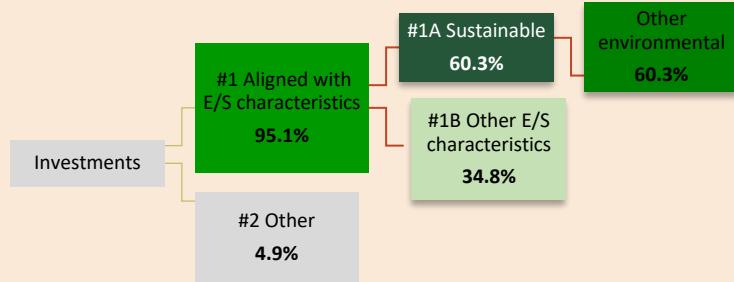 Investments
#1 Aligned with
E/S characteristics
95.1%
#2 Other
4.9%
#1A Sustainable
60.3%
#1B Other E/S
characteristics
34.8%
Other
environmental
60.3%